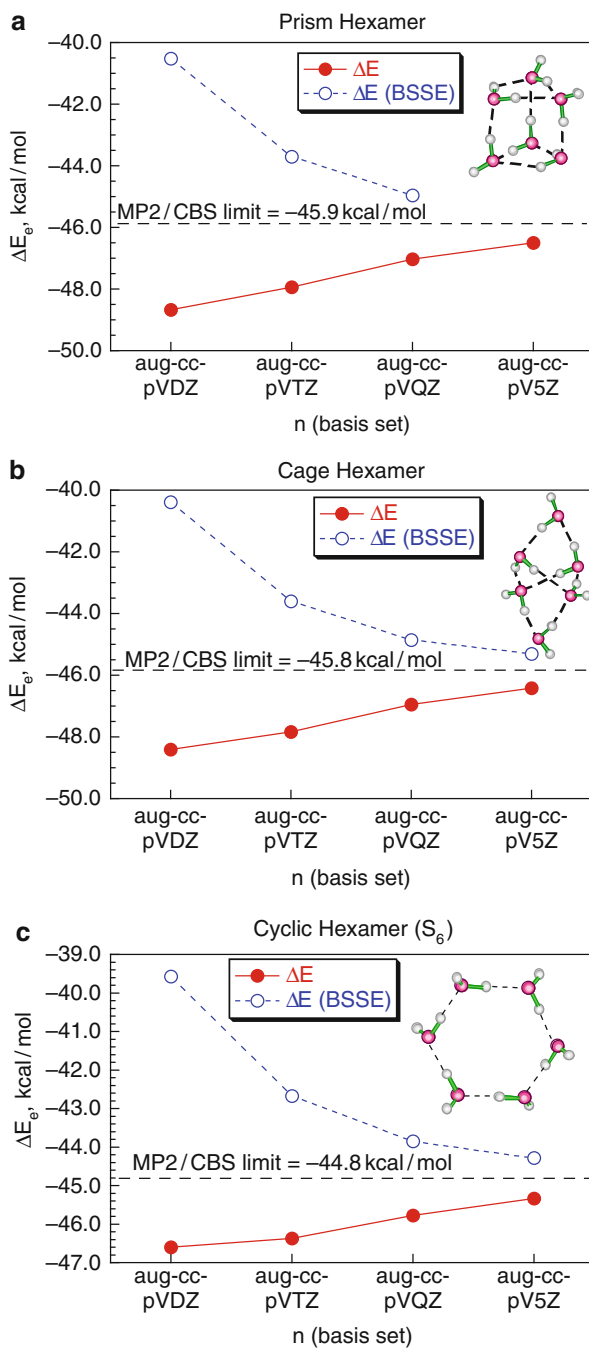 a
Prism Hexamer
−40.0
−42.0
−44.0
−46.0
−48.0
−50.0
ΔEₑ, kcal/mol
ΔE
ΔE (BSSE)
MP2/CBS limit = −45.9 kcal/mol
aug-cc-pVDZ
aug-cc-pVTZ
aug-cc-pVQZ
aug-cc-pV5Z
n (basis set)
b
Cage Hexamer
−40.0
−42.0
−44.0
−46.0
−48.0
−50.0
ΔEₑ, kcal/mol
ΔE
ΔE (BSSE)
MP2/CBS limit = −45.8 kcal/mol
aug-cc-pVDZ
aug-cc-pVTZ
aug-cc-pVQZ
aug-cc-pV5Z
n (basis set)
c
Cyclic Hexamer (S₆)
−39.0
−40.0
−41.0
−42.0
−43.0
−44.0
−45.0
−46.0
−47.0
ΔEₑ, kcal/mol
ΔE
ΔE (BSSE)
MP2/CBS limit = −44.8 kcal/mol
aug-cc-pVDZ
aug-cc-pVTZ
aug-cc-pVQZ
aug-cc-pV5Z
n (basis set)